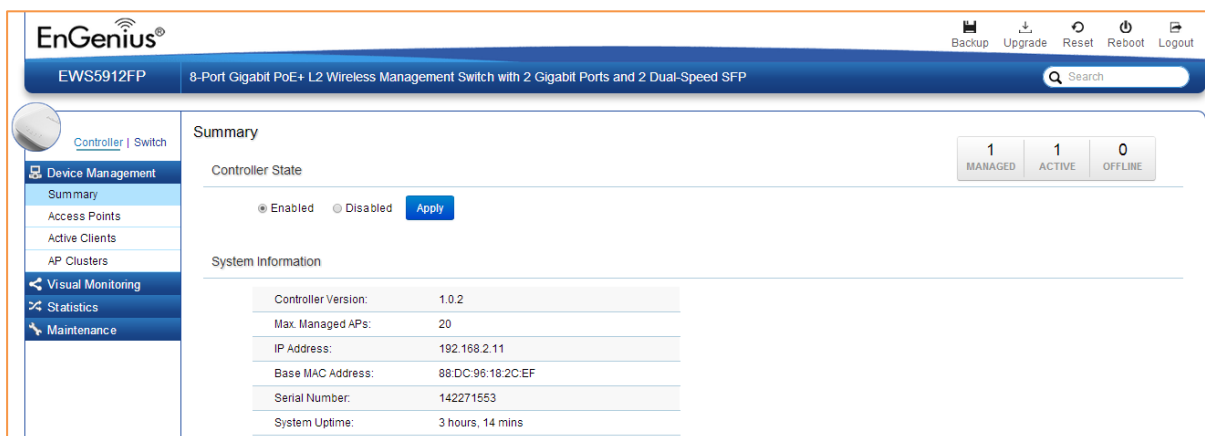 EnGenius®
Backup Upgrade Reset Reboot Logout
EWS5912FP 8-Port Gigabit PoE+ L2 Wireless Management Switch with 2 Gigabit Ports and 2 Dual-Speed SFP Search
Controller | Switch
Device Management
Summary
Access Points
Active Clients
AP Clusters
Visual Monitoring
Statistics
Maintenance
Summary
1 1 0
MANAGED ACTIVE OFFLINE
Controller State
Enabled Disabled Apply
System Information
Controller Version: 1.0.2
Max. Managed APs: 20
IP Address: 192.168.2.11
Base MAC Address: 88:DC:96:18:2C:EF
Serial Number: 142271553
System Uptime: 3 hours, 14 mins